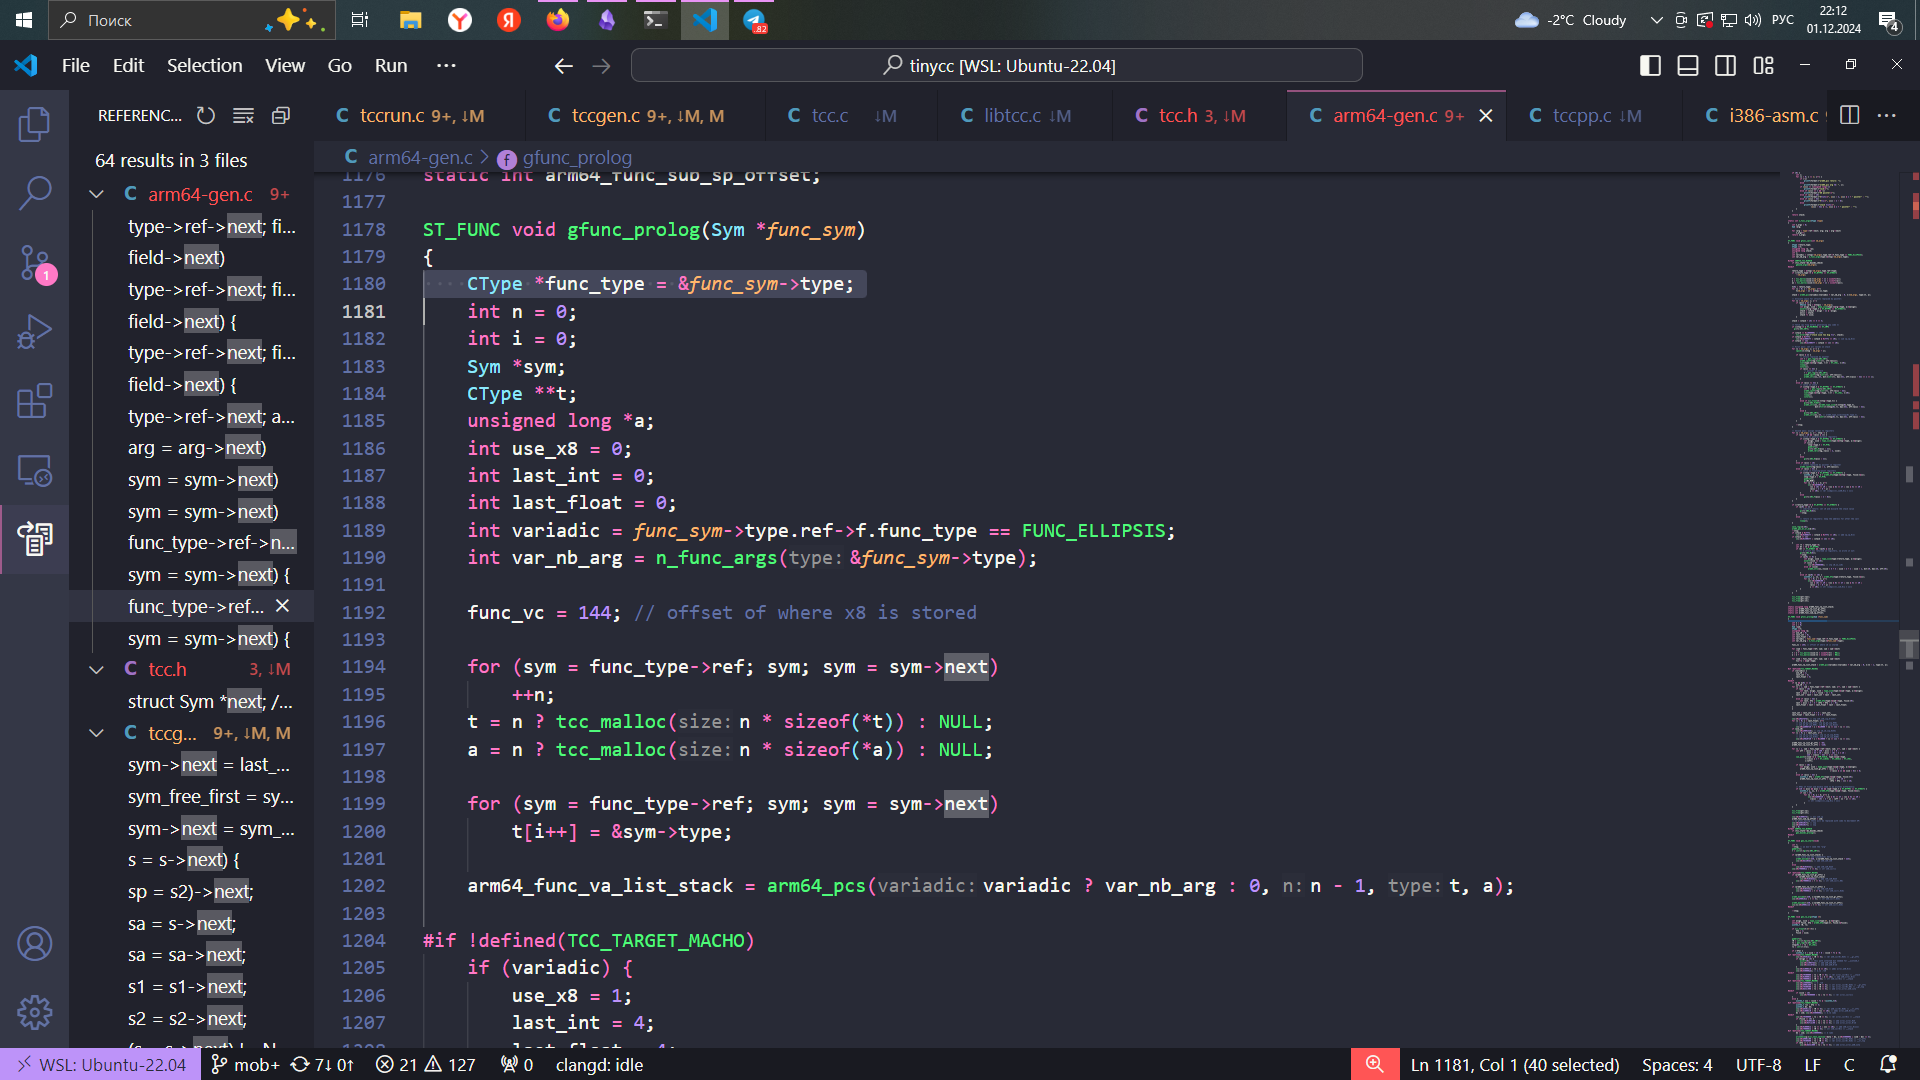 Поиск
-2°C Cloudy
РУС
22:12
01.12.2024
4
82
File Edit Selection View Go Run ···
tinycc [WSL: Ubuntu-22.04]
REFERENC...
C tccrun.c 9+, ↓M
C tccgen.c 9+, ↓M, M
C tcc.c ↓M
C libtcc.c ↓M
C tcc.h 3, ↓M
C arm64-gen.c 9+
C tccpp.c ↓M
C i386-asm.c
64 results in 3 files
C arm64-gen.c 9+
type->ref->next; fi...
field->next)
type->ref->next; fi...
field->next) {
type->ref->next; fi...
field->next) {
type->ref->next; a...
arg = arg->next)
sym = sym->next)
sym = sym->next)
func_type->ref->n...
sym = sym->next) {
func_type->ref...
sym = sym->next) {
C tcc.h 3, ↓M
struct Sym *next; /...
C tccg... 9+, ↓M, M
sym->next = last_...
sym_free_first = sy...
sym->next = sym_...
s = s->next) {
sp = s2)->next;
sa = s->next;
sa = sa->next;
s1 = s1->next;
s2 = s2->next;
1
C arm64-gen.c > f gfunc_prolog
1176 static int arm64_func_sub_sp_offset;
1177
1178 ST_FUNC void gfunc_prolog(Sym *func_sym)
1179 {
1180 CType *func_type = &func_sym->type;
1181 int n = 0;
1182 int i = 0;
1183 Sym *sym;
1184 CType **t;
1185 unsigned long *a;
1186 int use_x8 = 0;
1187 int last_int = 0;
1188 int last_float = 0;
1189 int variadic = func_sym->type.ref->f.func_type == FUNC_ELLIPSIS;
1190 int var_nb_arg = n_func_args(type: &func_sym->type);
1191
1192 func_vc = 144; // offset of where x8 is stored
1193
1194 for (sym = func_type->ref; sym; sym = sym->next)
1195 ++n;
1196 t = n ? tcc_malloc(size: n * sizeof(*t)) : NULL;
1197 a = n ? tcc_malloc(size: n * sizeof(*a)) : NULL;
1198
1199 for (sym = func_type->ref; sym; sym = sym->next)
1200 t[i++] = &sym->type;
1201
1202 arm64_func_va_list_stack = arm64_pcs(variadic: variadic ? var_nb_arg : 0, n: n - 1, type: t, a);
1203
1204 #if !defined(TCC_TARGET_MACHO)
1205 if (variadic) {
1206 use_x8 = 1;
1207 last_int = 4;
WSL: Ubuntu-22.04 mob+ 7↓ 0↑ 21 127 0 clangd: idle
Ln 1181, Col 1 (40 selected) Spaces: 4 UTF-8 LF C